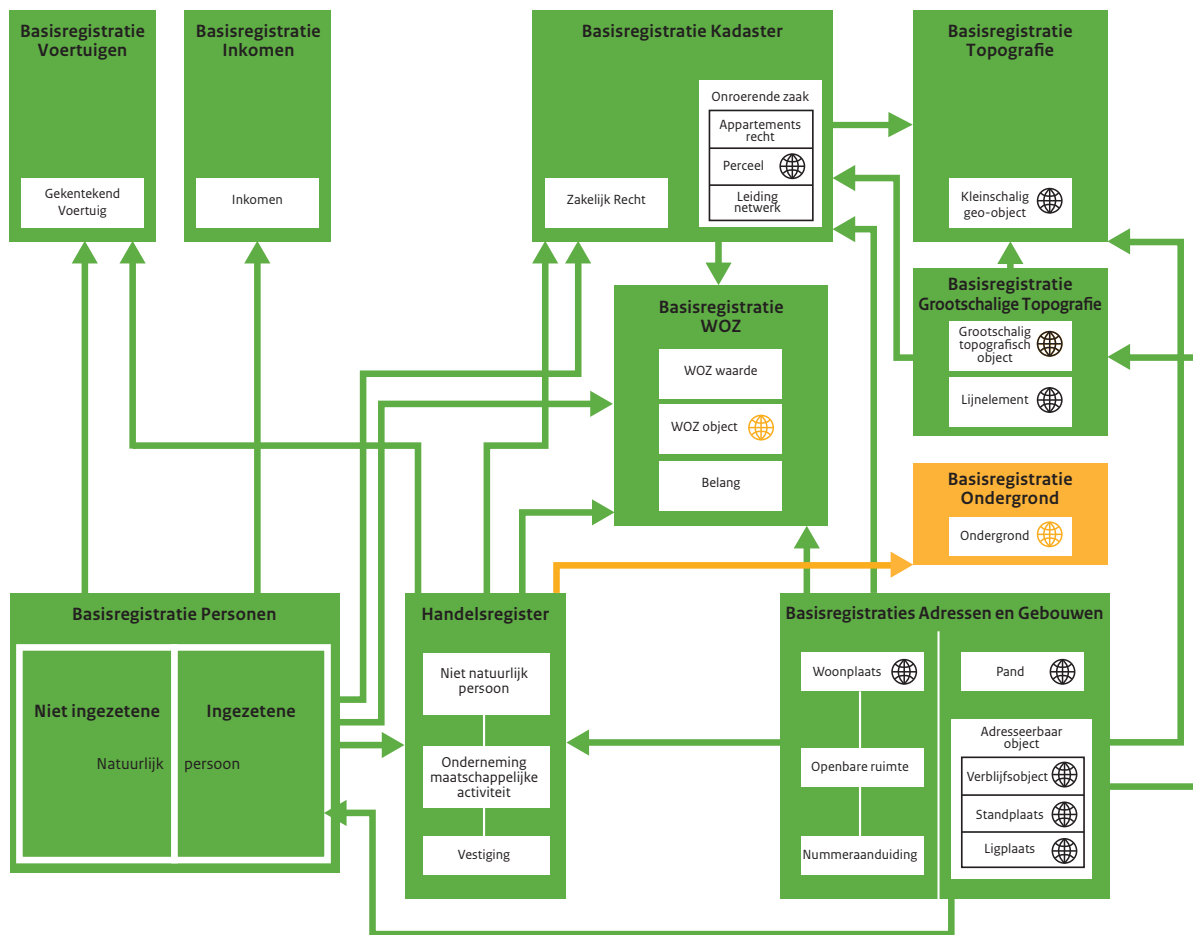 Basisregistratie
Voertuigen
Gekentekend
Voertuig
Basisregistratie
Inkomen
Inkomen
Basisregistratie Kadaster
Onroerende zaak
Appartements
recht
Perceel
Leiding
netwerk
Zakelijk Recht
Basisregistratie
Topografie
Kleinschalig
geo-object
Basisregistratie
Grootschalige Topografie
Grootschalig
topografisch
object
Lijnelement
Basisregistratie
WOZ
WOZ waarde
WOZ object
Belang
Basisregistratie
Ondergrond
Ondergrond
Basisregistratie Personen
Niet ingezetene
Ingezetene
Natuurlijk
persoon
Handelsregister
Niet natuurlijk
persoon
Onderneming
maatschappelijke
activiteit
Vestiging
Basisregistraties Adressen en Gebouwen
Woonplaats
Openbare ruimte
Nummeraanduiding
Pand
Adresseerbaar
object
Verblijfsobject
Standplaats
Ligplaats